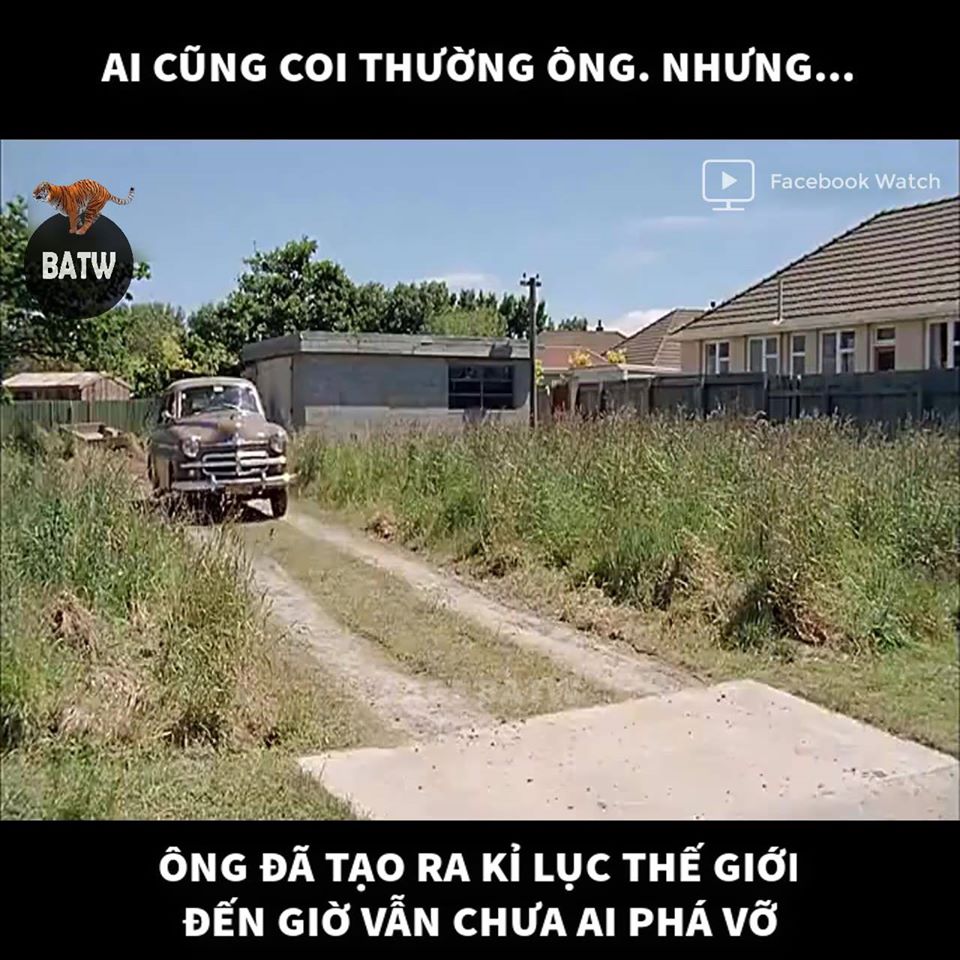 AI CŨNG COI THƯỜNG ÔNG. NHƯNG...
Facebook Watch
BATW
ÔNG ĐÃ TẠO RA KỈ LỤC THẾ GIỚI
ĐẾN GIỜ VẪN CHƯA AI PHÁ VỠ